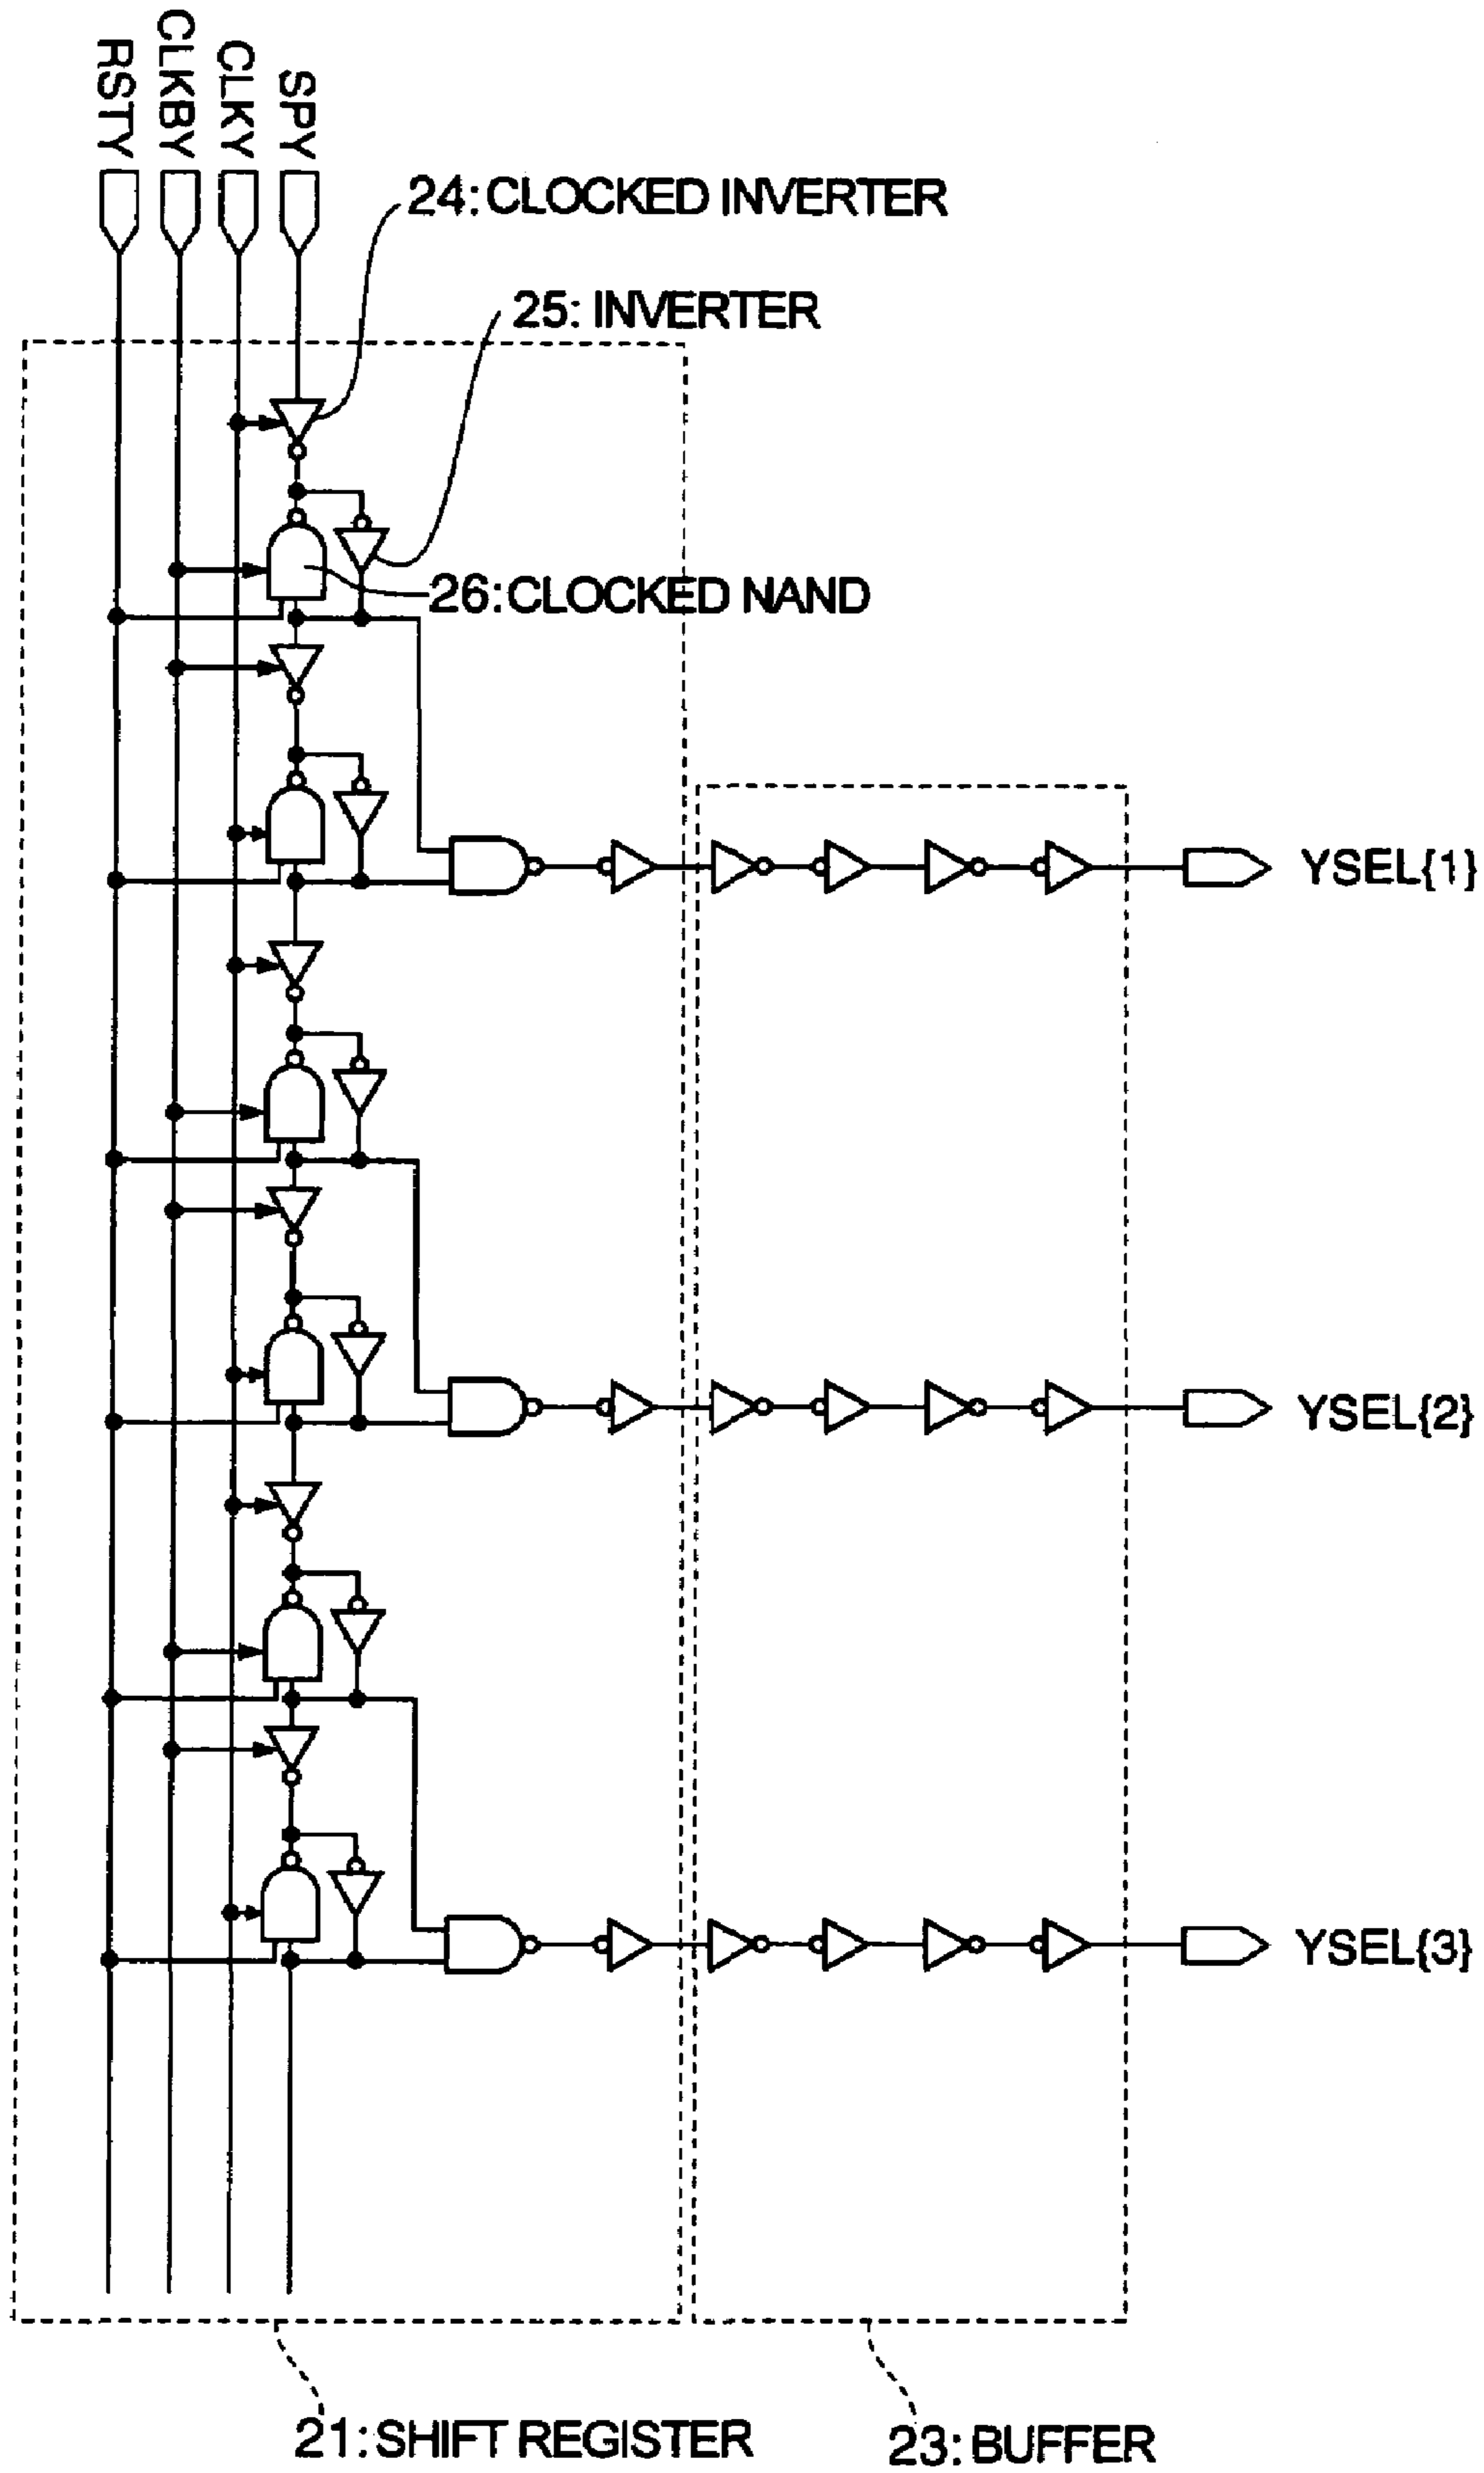 RSTY
CLKBY
CLKY
SPY
24: CLOCKED INVERTER
25: INVERTER
26: CLOCKED NAND
YSEL{1}
YSEL{2}
YSEL{3}
21: SHIFT REGISTER
23: BUFFER